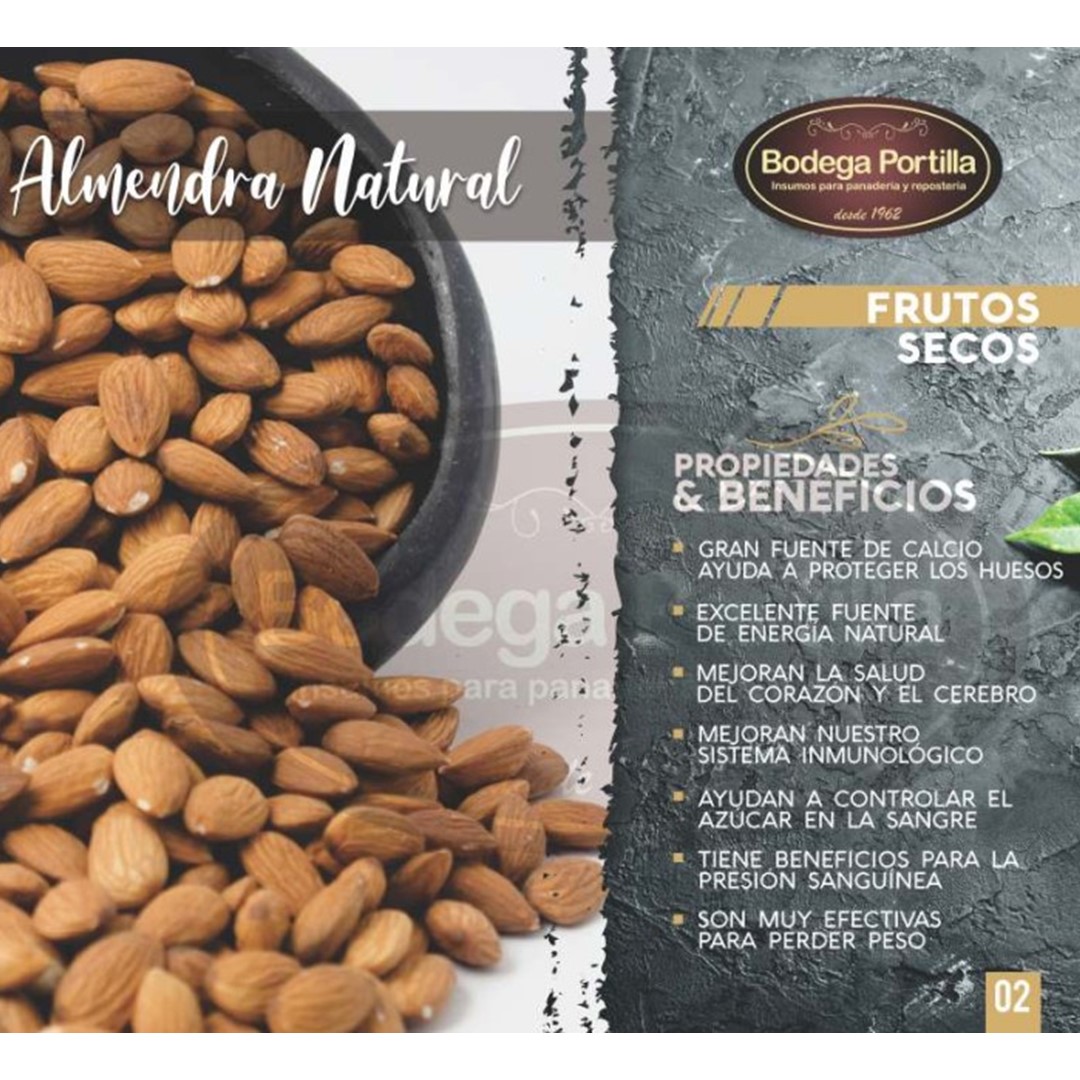 Almendra Natural
Bodega Portilla
Insumos para panadería y repostería
desde 1962
FRUTOS
SECOS
PROPIEDADES
& BENEFICIOS
GRAN FUENTE DE CALCIO
AYUDA A PROTEGER LOS HUESOS
EXCELENTE FUENTE
DE ENERGÍA NATURAL
MEJORAN LA SALUD
DEL CORAZÓN Y EL CEREBRO
MEJORAN NUESTRO
SISTEMA INMUNOLÓGICO
AYUDAN A CONTROLAR EL
AZÚCAR EN LA SANGRE
TIENE BENEFICIOS PARA LA
PRESIÓN SANGUÍNEA
SON MUY EFECTIVAS
PARA PERDER PESO
02